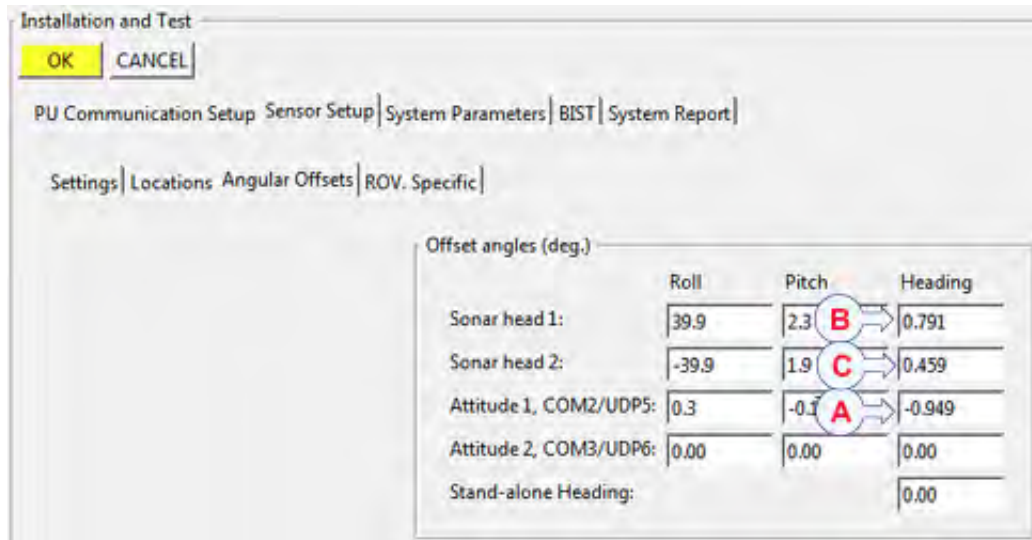 Installation and Test
OK CANCEL
PU Communication Setup Sensor Setup System Parameters BIST System Report
Settings Locations Angular Offsets ROV. Specific
Offset angles (deg.)
Roll Pitch Heading
Sonar head 1: 39.9 2.3 B 0.791
Sonar head 2: -39.9 1.9 C 0.459
Attitude 1, COM2/UDP5: 0.3 A -0.949
Attitude 2, COM3/UDP6: 0.00 0.00 0.00
Stand-alone Heading: 0.00